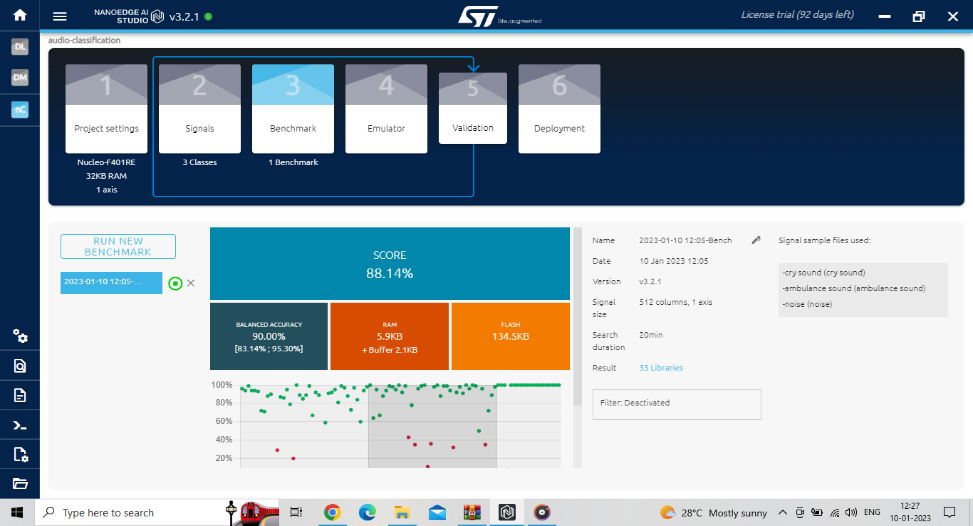 NANOEDGE AI
STUDIO
v3.2.1
ST life.augmented
License trial (92 days left)
audio-classification
DL
DM
nC
1
Project settings
Nucleo-F401RE
32KB RAM
1 axis
2
Signals
3 Classes
3
Benchmark
1 Benchmark
4
Emulator
5
Validation
6
Deployment
RUN NEW
BENCHMARK
2023-01-10 12:05-...
SCORE
88.14%
BALANCED ACCURACY
90.00%
[83.14% ; 95.30%]
RAM
5.9KB
+ Buffer 2.1KB
FLASH
134.5KB
100%
80%
60%
40%
20%
Name 2023-01-10 12:05-Bench
Date 10 Jan 2023 12:05
Version v3.2.1
Signal
size
512 columns, 1 axis
Search
duration
20min
Result 33 Libraries
Filter: Deactivated
Signal sample files used:
-cry sound (cry sound)
-ambulance sound (ambulance sound)
-noise (noise)
Type here to search
28°C Mostly sunny
ENG
12:27
10-01-2023